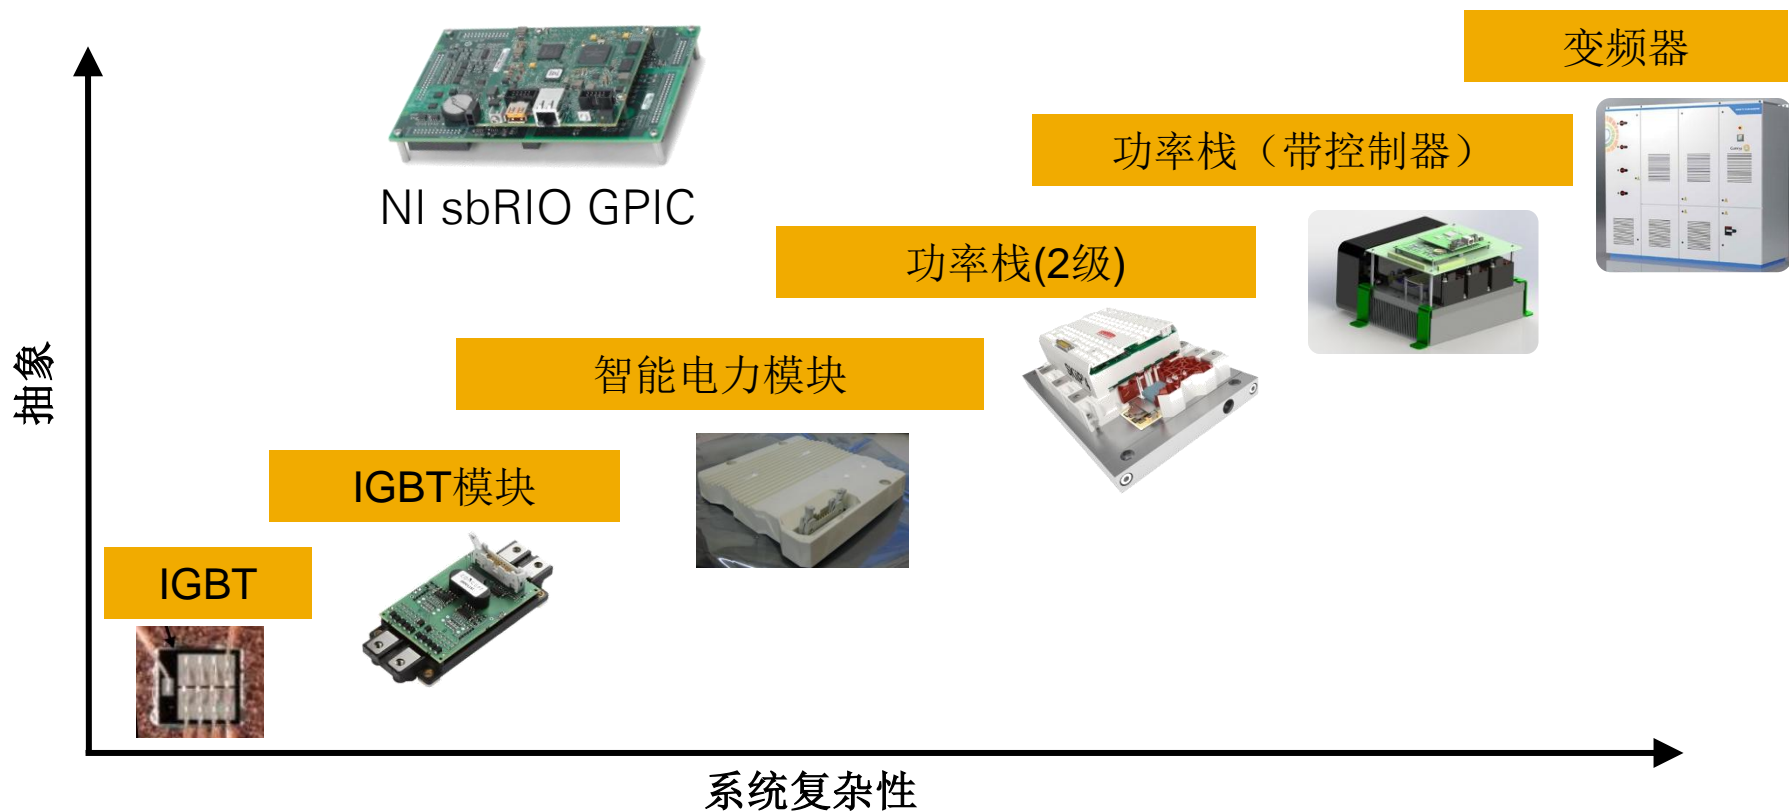 变频器
功率栈（带控制器）
NI sbRIO GPIC
功率栈(2级)
智能电力模块
抽象
IGBT模块
IGBT
系统复杂性